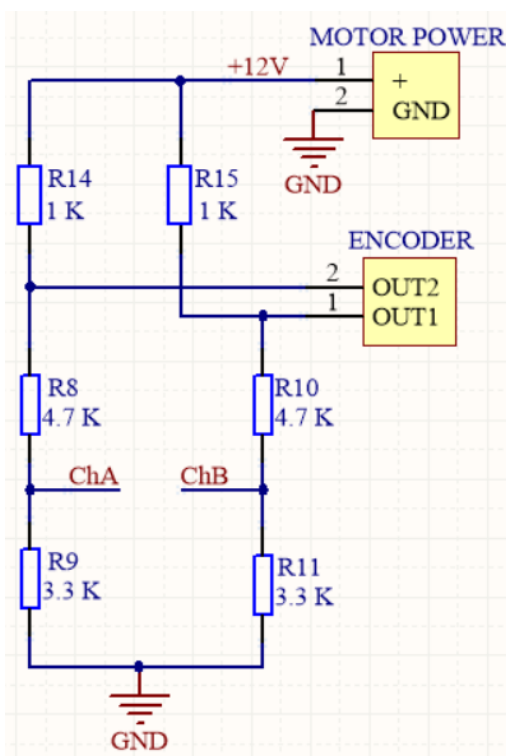 MOTOR POWER
+12V
1
+
2
GND
GND
R14
1 K
R15
1 K
ENCODER
2
OUT2
1
OUT1
R8
4.7 K
R10
4.7 K
ChA
ChB
R9
3.3 K
R11
3.3 K
GND